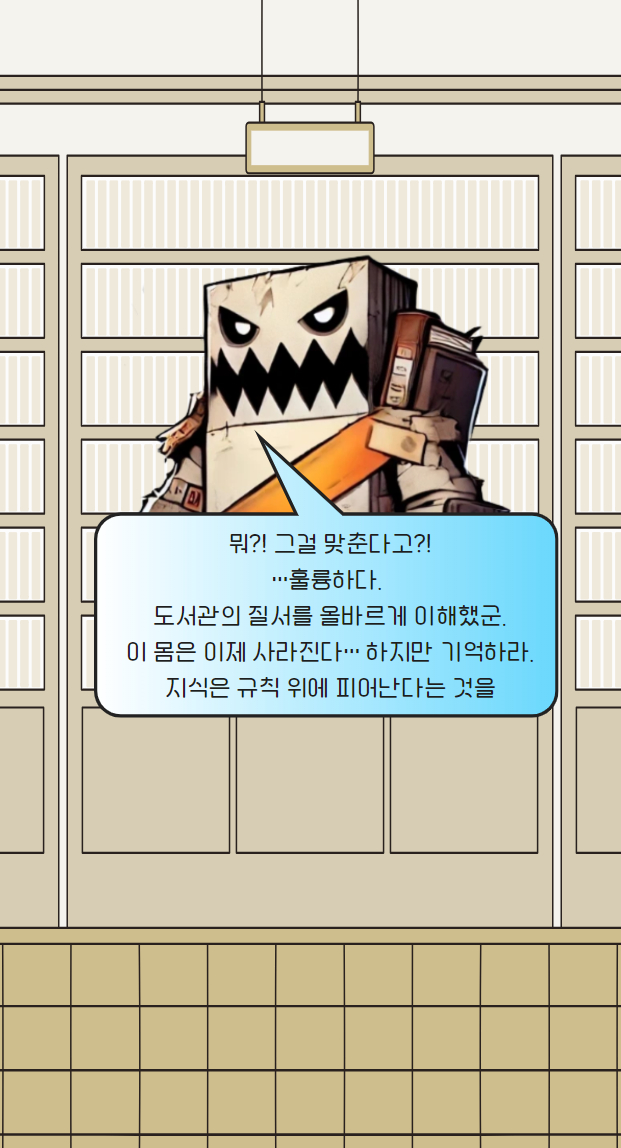 뭐?! 그걸 맞춘다고?!
…훌륭하다.
도서관의 질서를 올바르게 이해했군.
이 몸은 이제 사라진다… 하지만 기억하라.
지식은 규칙 위에 피어난다는 것을